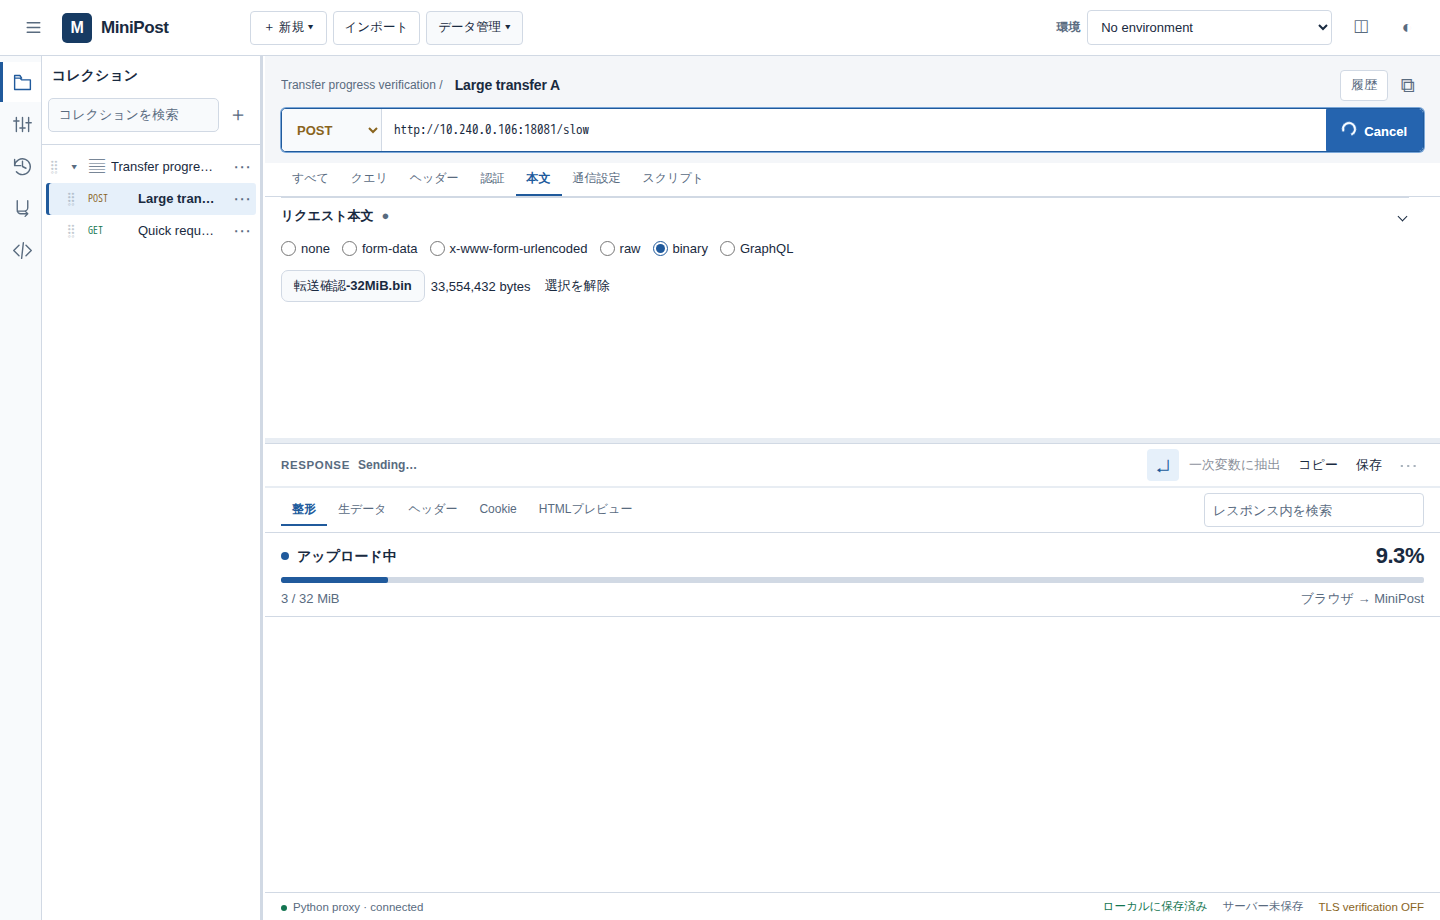 M MiniPost
＋ 新規 ▾ インポート データ管理 ▾
環境 No environment
コレクション
コレクションを検索 +
Transfer progre… ···
POST Large tran… ···
GET Quick requ… ···
Transfer progress verification / Large transfer A 履歴
POST http://10.240.0.106:18081/slow Cancel
すべて クエリ ヘッダー 認証 本文 通信設定 スクリプト
リクエスト本文 ●
none form-data x-www-form-urlencoded raw binary GraphQL
転送確認-32MiB.bin 33,554,432 bytes 選択を解除
RESPONSE Sending… 一次変数に抽出 コピー 保存 ···
整形 生データ ヘッダー Cookie HTMLプレビュー レスポンス内を検索
アップロード中 9.3%
3 / 32 MiB ブラウザ → MiniPost
Python proxy · connected ローカルに保存済み サーバー未保存 TLS verification OFF